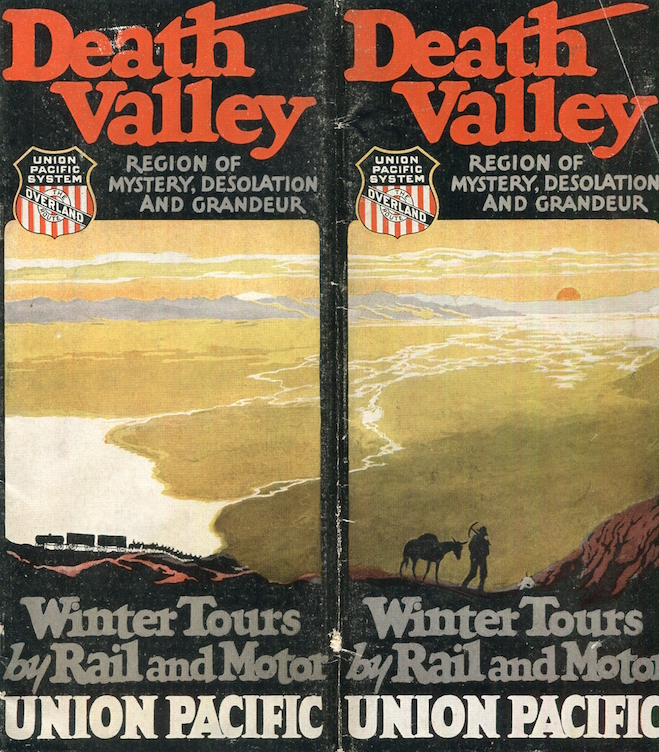 Death
Valley
UNION
PACIFIC
SYSTEM
THE
OVERLAND
ROUTE
REGION OF
MYSTERY, DESOLATION
AND GRANDEUR
Winter Tours
by Rail and Motor
UNION PACIFIC
Death
Valley
UNION
PACIFIC
SYSTEM
THE
OVERLAND
ROUTE
REGION OF
MYSTERY, DESOLATION
AND GRANDEUR
Winter Tours
by Rail and Motor
UNION PACIFIC